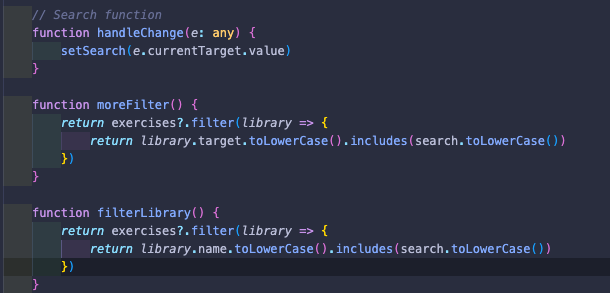 // Search function
function handleChange(e: any) {
setSearch(e.currentTarget.value)
}
function moreFilter() {
return exercises?.filter(library => {
return library.target.toLowerCase().includes(search.toLowerCase())
})
}
function filterLibrary() {
return exercises?.filter(library => {
return library.name.toLowerCase().includes(search.toLowerCase())
})
}